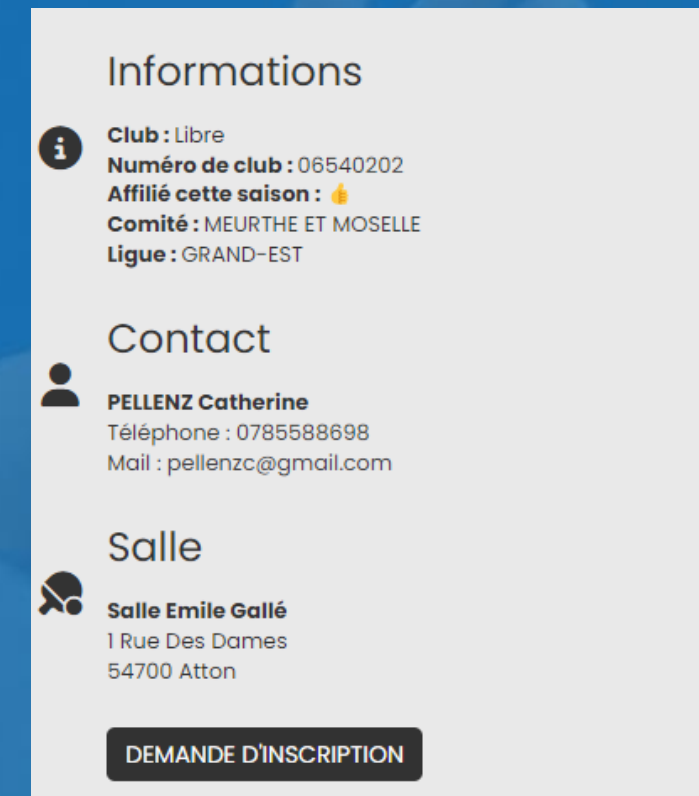 Informations
Club : Libre
Numéro de club : 06540202
Affilié cette saison : 👍
Comité : MEURTHE ET MOSELLE
Ligue : GRAND-EST
Contact
PELLENZ Catherine
Téléphone : 0785588698
Mail : pellenzc@gmail.com
Salle
Salle Emile Gallé
1 Rue Des Dames
54700 Atton
DEMANDE D'INSCRIPTION